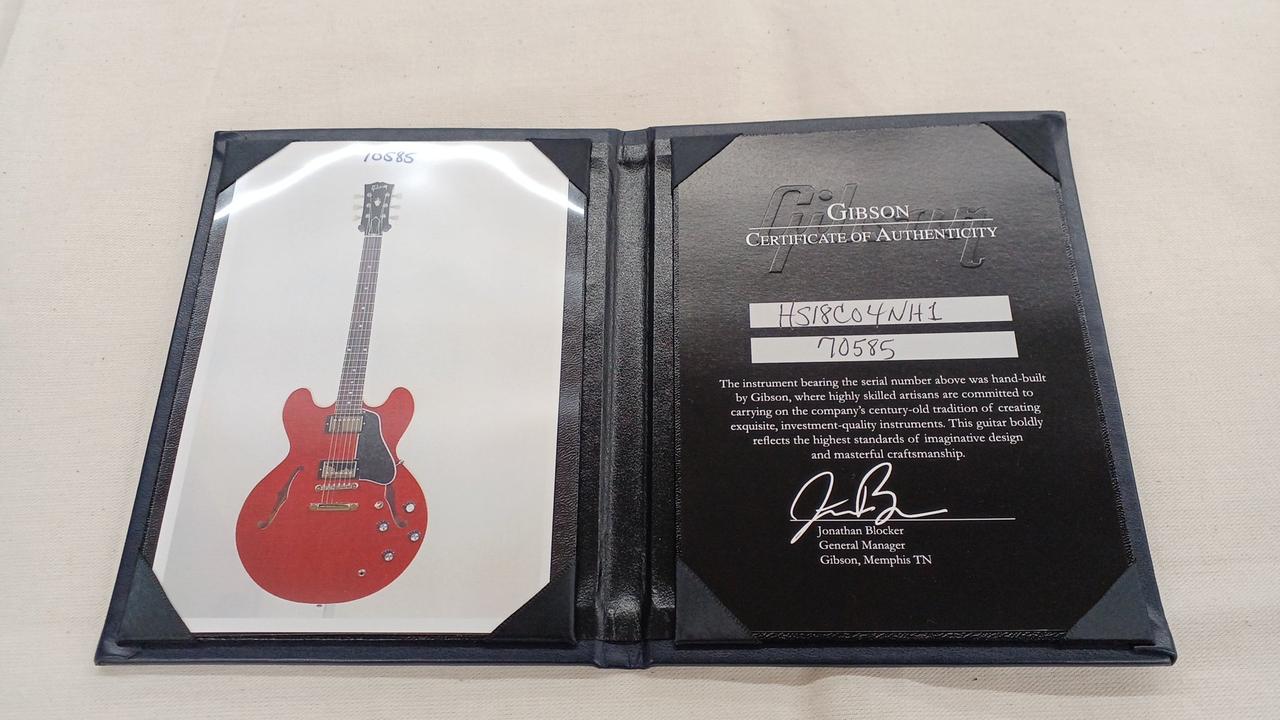 70585
Gibson
Gibson
GIBSON
CERTIFICATE OF AUTHENTICITY
HS18C04NH1
70585
The instrument bearing the serial number above was hand-built
by Gibson, where highly skilled artisans are committed to
carrying on the company's century-old tradition of creating
exquisite, investment-quality instruments. This guitar boldly
reflects the highest standards of imaginative design
and masterful craftsmanship.
Jonathan Blocker
General Manager
Gibson, Memphis TN